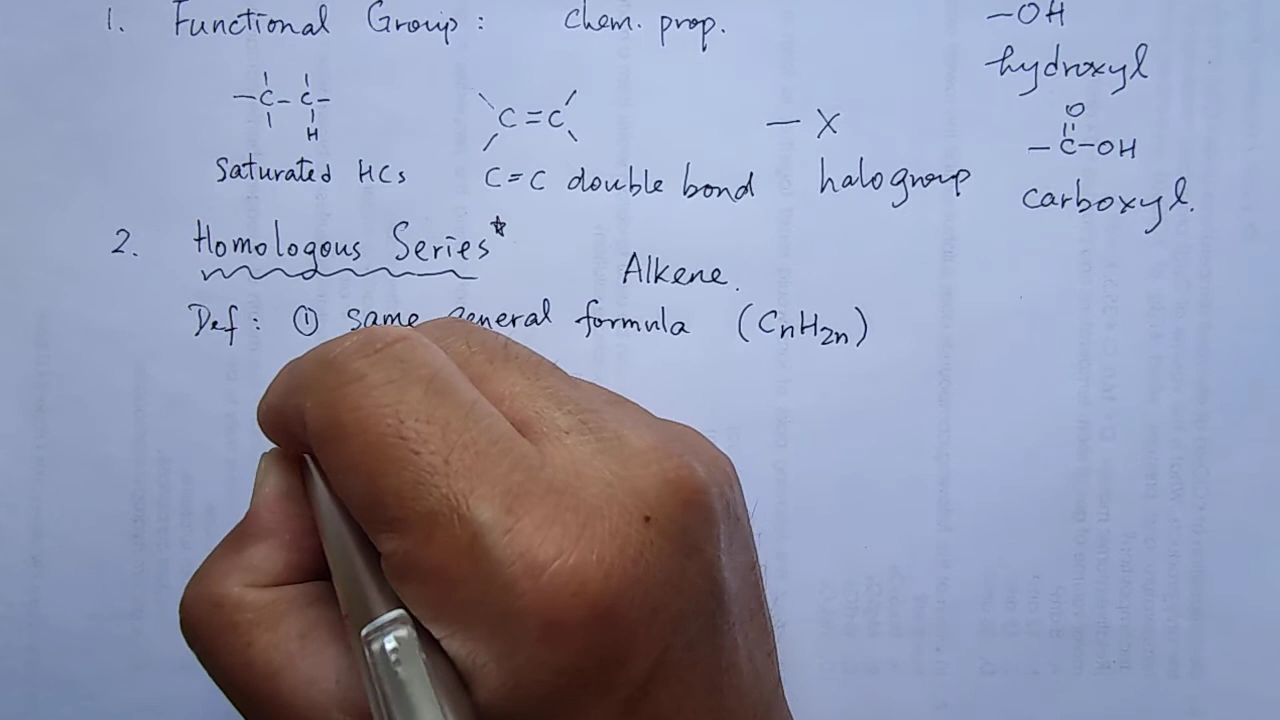 1. Functional Group : Chem. prop.
—OH
hydroxyl
—C—C—
H
C=C
—X
O
—C—OH
Saturated HCs C=C double bond halogroup carboxyl.
2. Homologous Series*
Alkene.
Def : ① same general formula (CnH2n)